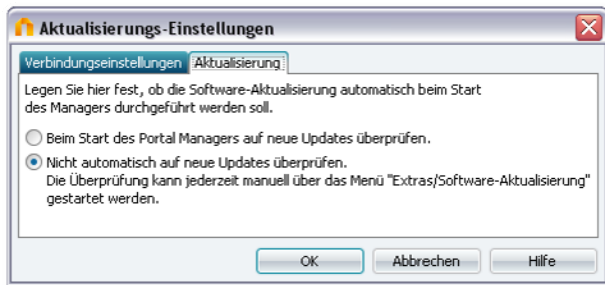 Aktualisierungs-Einstellungen
Verbindungseinstellungen Aktualisierung
Legen Sie hier fest, ob die Software-Aktualisierung automatisch beim Start
des Managers durchgeführt werden soll.
Beim Start des Portal Managers auf neue Updates überprüfen.
Nicht automatisch auf neue Updates überprüfen.
Die Überprüfung kann jederzeit manuell über das Menü "Extras/Software-Aktualisierung"
gestartet werden.
OK Abbrechen Hilfe